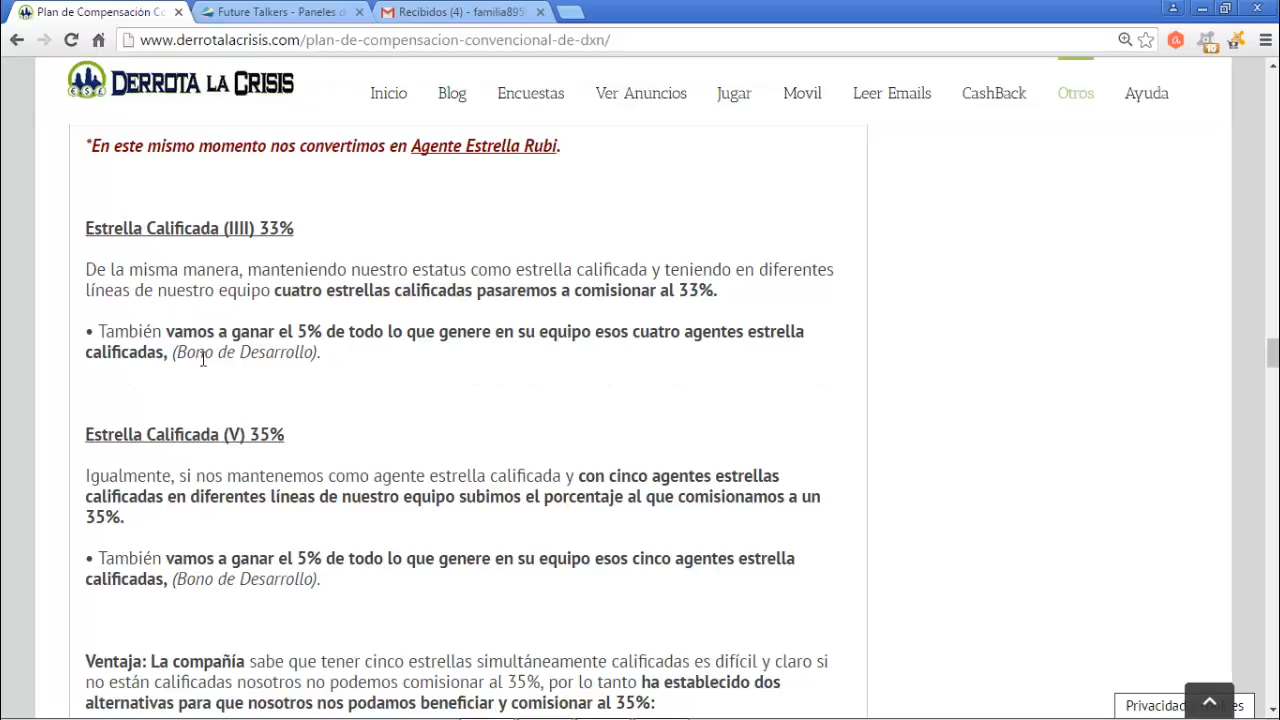 Plan de Compensación Co
Future Talkers - Paneles d
Recibidos (4) - familia895
www.derrotalacrisis.com/plan-de-compensacion-convencional-de-dxn/
10
DERROTA LA CRISIS
Inicio
Blog
Encuestas
Ver Anuncios
Jugar
Movil
Leer Emails
CashBack
Otros
Ayuda
*En este mismo momento nos convertimos en Agente Estrella Rubi.
Estrella Calificada (IIII) 33%
De la misma manera, manteniendo nuestro estatus como estrella calificada y teniendo en diferentes
líneas de nuestro equipo cuatro estrellas calificadas pasaremos a comisionar al 33%.
• También vamos a ganar el 5% de todo lo que genere en su equipo esos cuatro agentes estrella
calificadas, (Bono de Desarrollo).
Estrella Calificada (V) 35%
Igualmente, si nos mantenemos como agente estrella calificada y con cinco agentes estrellas
calificadas en diferentes líneas de nuestro equipo subimos el porcentaje al que comisionamos a un
35%.
• También vamos a ganar el 5% de todo lo que genere en su equipo esos cinco agentes estrella
calificadas, (Bono de Desarrollo).
Ventaja: La compañía sabe que tener cinco estrellas simultáneamente calificadas es difícil y claro si
no están calificadas nosotros no podemos comisionar al 35%, por lo tanto ha establecido dos
alternativas para que nosotros nos podamos beneficiar y comisionar al 35%: